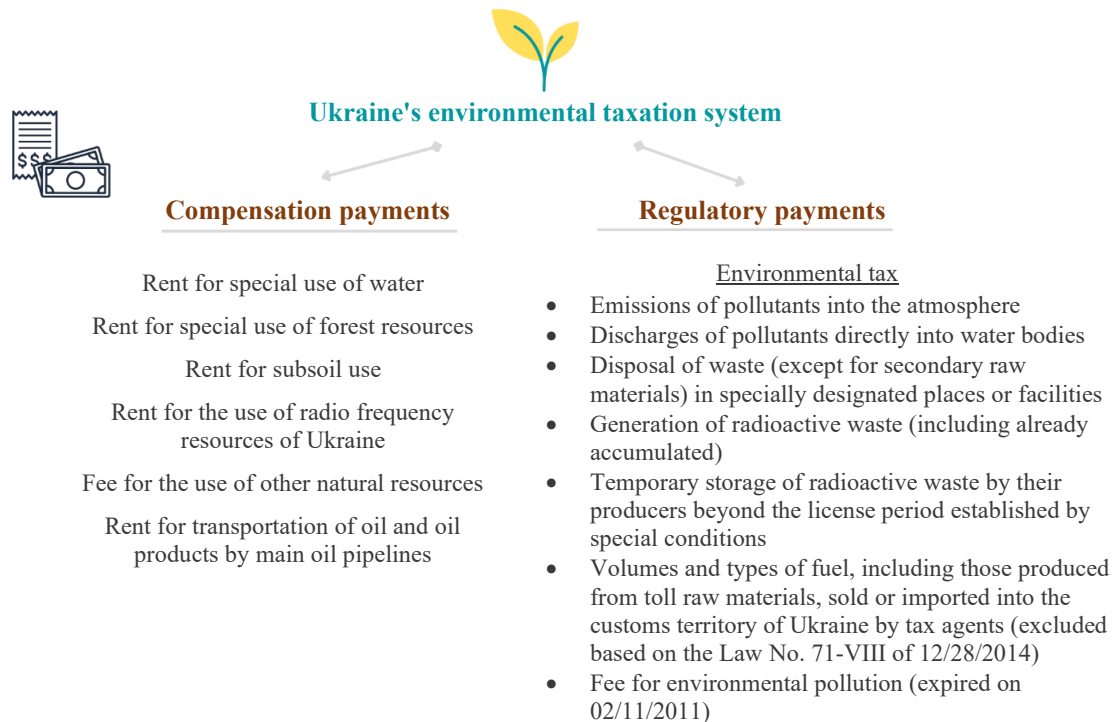 Ukraine's environmental taxation system
$$$
Compensation payments
Rent for special use of water
Rent for special use of forest resources
Rent for subsoil use
Rent for the use of radio frequency
resources of Ukraine
Fee for the use of other natural resources
Rent for transportation of oil and oil
products by main oil pipelines
Regulatory payments
Environmental tax
• Emissions of pollutants into the atmosphere
• Discharges of pollutants directly into water bodies
• Disposal of waste (except for secondary raw
materials) in specially designated places or facilities
• Generation of radioactive waste (including already
accumulated)
• Temporary storage of radioactive waste by their
producers beyond the license period established by
special conditions
• Volumes and types of fuel, including those produced
from toll raw materials, sold or imported into the
customs territory of Ukraine by tax agents (excluded
based on the Law No. 71-VIII of 12/28/2014)
• Fee for environmental pollution (expired on
02/11/2011)